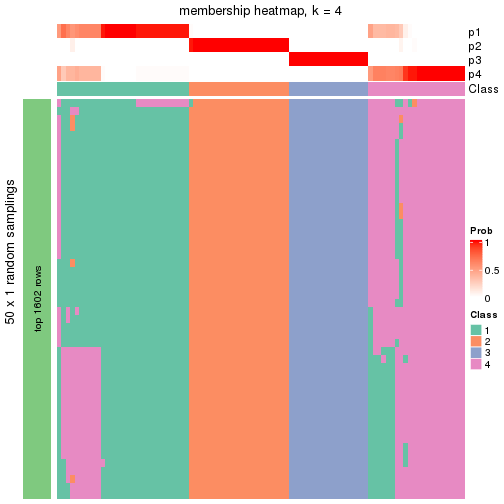 membership heatmap, k = 4
p1
p2
p3
p4
Class
50 x 1 random samplings
top 1602 rows
Prob
1
0.5
0
Class
1
2
3
4